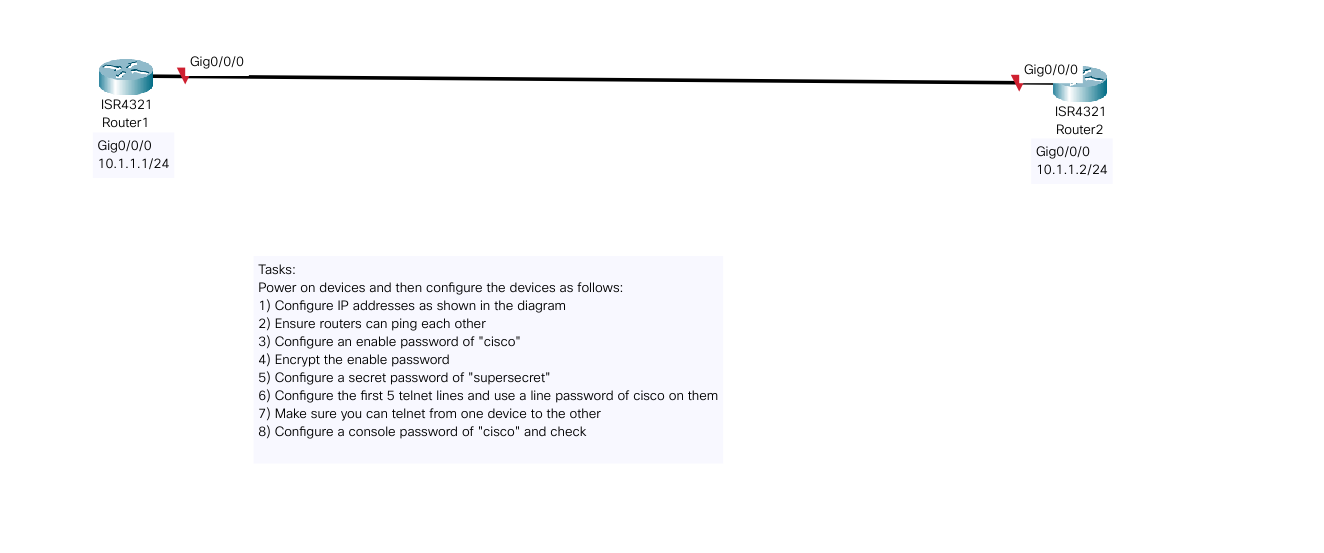 Gig0/0/0
Gig0/0/0
ISR4321
Router1
Gig0/0/0
10.1.1.1/24
ISR4321
Router2
Gig0/0/0
10.1.1.2/24
Tasks:
Power on devices and then configure the devices as follows:
1) Configure IP addresses as shown in the diagram
2) Ensure routers can ping each other
3) Configure an enable password of "cisco"
4) Encrypt the enable password
5) Configure a secret password of "supersecret"
6) Configure the first 5 telnet lines and use a line password of cisco on them
7) Make sure you can telnet from one device to the other
8) Configure a console password of "cisco" and check